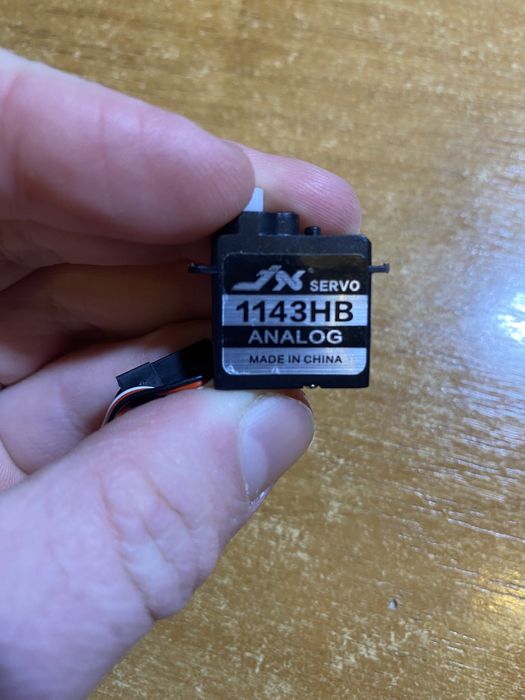 JX® SERVO
1143HB
ANALOG
MADE IN CHINA